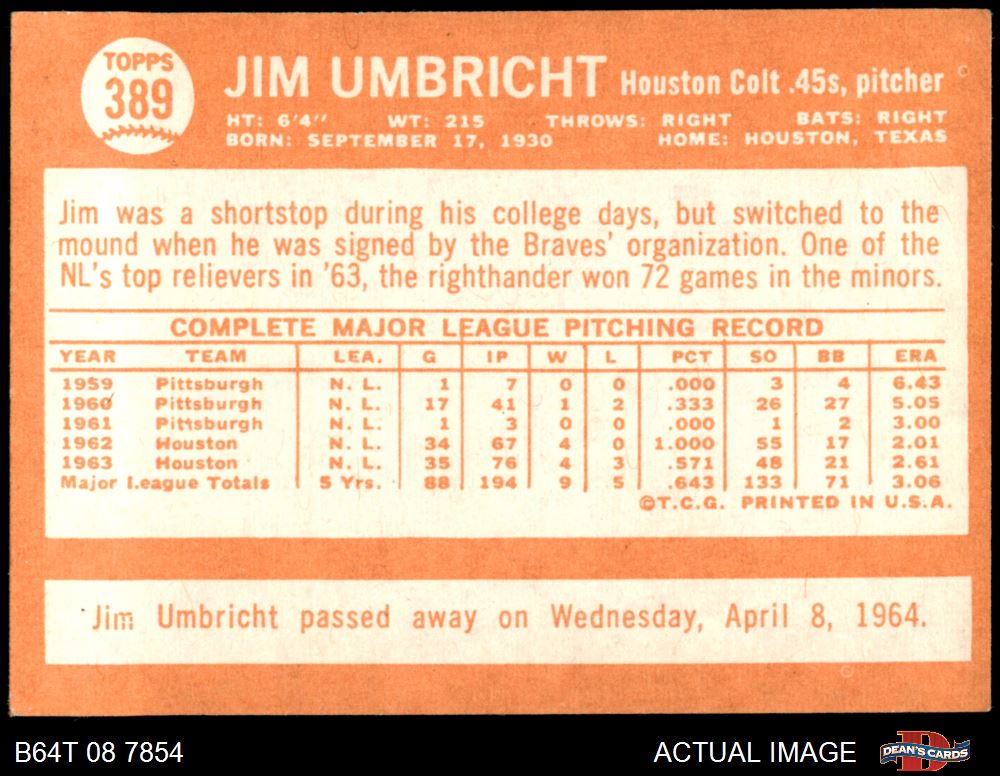 TOPPS
389
JIM UMBRICHT Houston Colt .45s, pitcher
HT: 6'4" WT: 215 THROWS: RIGHT BATS: RIGHT
BORN: SEPTEMBER 17, 1930 HOME: HOUSTON, TEXAS
Jim was a shortstop during his college days, but switched to the
mound when he was signed by the Braves' organization. One of the
NL's top relievers in '63, the righthander won 72 games in the minors.
COMPLETE MAJOR LEAGUE PITCHING RECORD
YEAR TEAM LEA. G IP W L PCT SO BB ERA
1959 Pittsburgh N. L. 1 7 0 0 .000 3 4 6.43
1960 Pittsburgh N. L. 17 41 1 2 .333 26 27 5.05
1961 Pittsburgh N. L. 1 3 0 0 .000 1 2 3.00
1962 Houston N. L. 34 67 4 0 1.000 55 17 2.01
1963 Houston N. L. 35 76 4 3 .571 48 21 2.61
Major League Totals 5 Yrs. 88 194 9 5 .643 133 71 3.06
©T.C.G. PRINTED IN U.S.A.
Jim Umbricht passed away on Wednesday, April 8, 1964.
B64T 08 7854 ACTUAL IMAGE DEAN'S CARDS